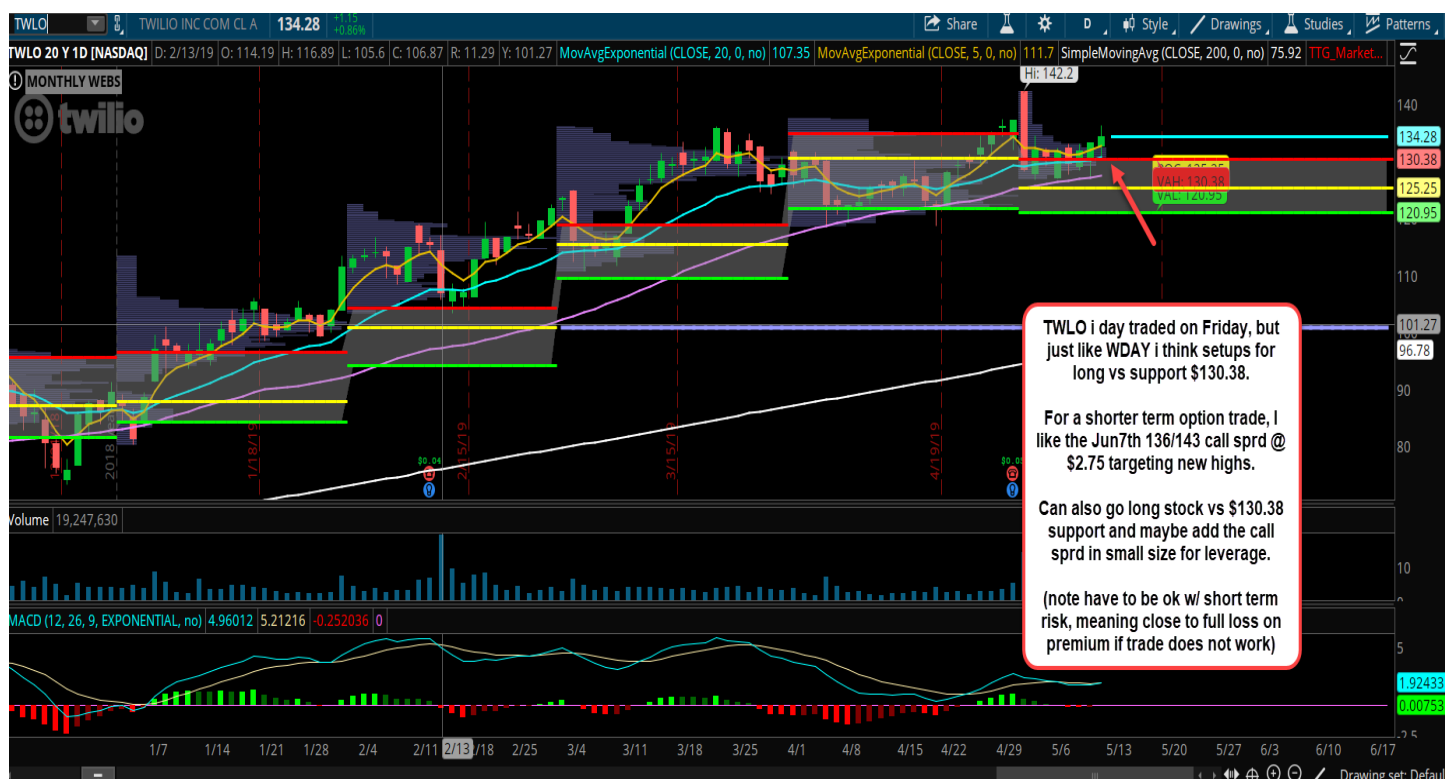 TWLO
TWILIO INC COM CL A
134.28
+1.15
+0.86%
Share
D
Style
Drawings
Studies
Patterns
TWLO 20 Y 1D [NASDAQ]
D: 2/13/19
O: 114.19
H: 116.89
L: 105.6
C: 106.87
R: 11.29
Y: 101.27
MovAvgExponential (CLOSE, 20, 0, no)
107.35
MovAvgExponential (CLOSE, 5, 0, no)
111.7
SimpleMovingAvg (CLOSE, 200, 0, no)
75.92
TTG_Market...
MONTHLY WEBS
twilio
Hi: 142.2
140
134.28
130.38
125.25
120.95
110
101.27
96.78
90
80
VAH: 130.38
VAL: 120.95
2018
1/18/19
2/15/19
3/15/19
4/19/19
$0.04
TWLO i day traded on Friday, but
just like WDAY i think setups for
long vs support $130.38.
For a shorter term option trade, I
like the Jun7th 136/143 call sprd @
$2.75 targeting new highs.
Can also go long stock vs $130.38
support and maybe add the call
sprd in small size for leverage.
(note have to be ok w/ short term
risk, meaning close to full loss on
premium if trade does not work)
Volume
19,247,630
10
MACD (12, 26, 9, EXPONENTIAL, no)
4.96012
5.21216
-0.252036
0
5
1.92433
0.00753
-2.5
1/7 1/14 1/21 1/28 2/4 2/11 2/13 2/18 2/25 3/4 3/11 3/18 3/25 4/1 4/8 4/15 4/22 4/29 5/6 5/13 5/20 5/27 6/3 6/10 6/17
Drawing set: Defaul